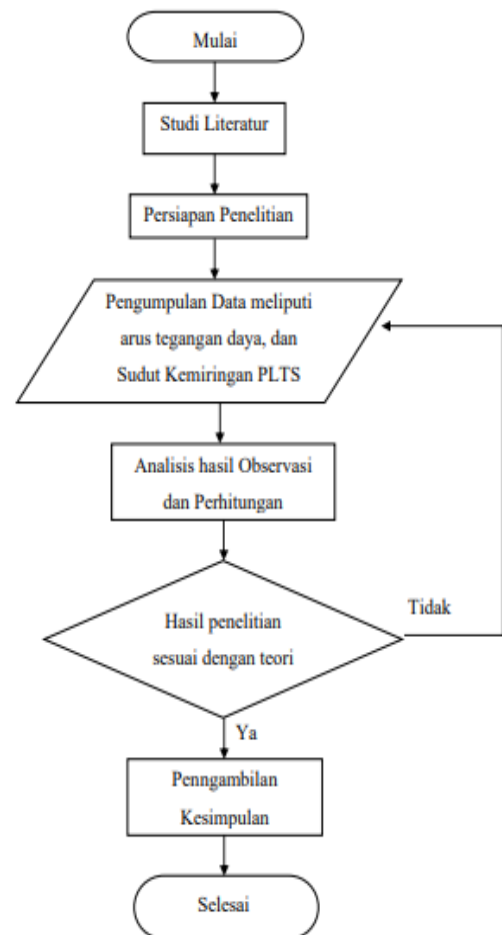 Mulai
Studi Literatur
Persiapan Penelitian
Pengumpulan Data meliputi
arus tegangan daya, dan
Sudut Kemiringan PLTS
Analisis hasil Observasi
dan Perhitungan
Hasil penelitian
sesuai dengan teori
Tidak
Ya
Penngambilan
Kesimpulan
Selesai